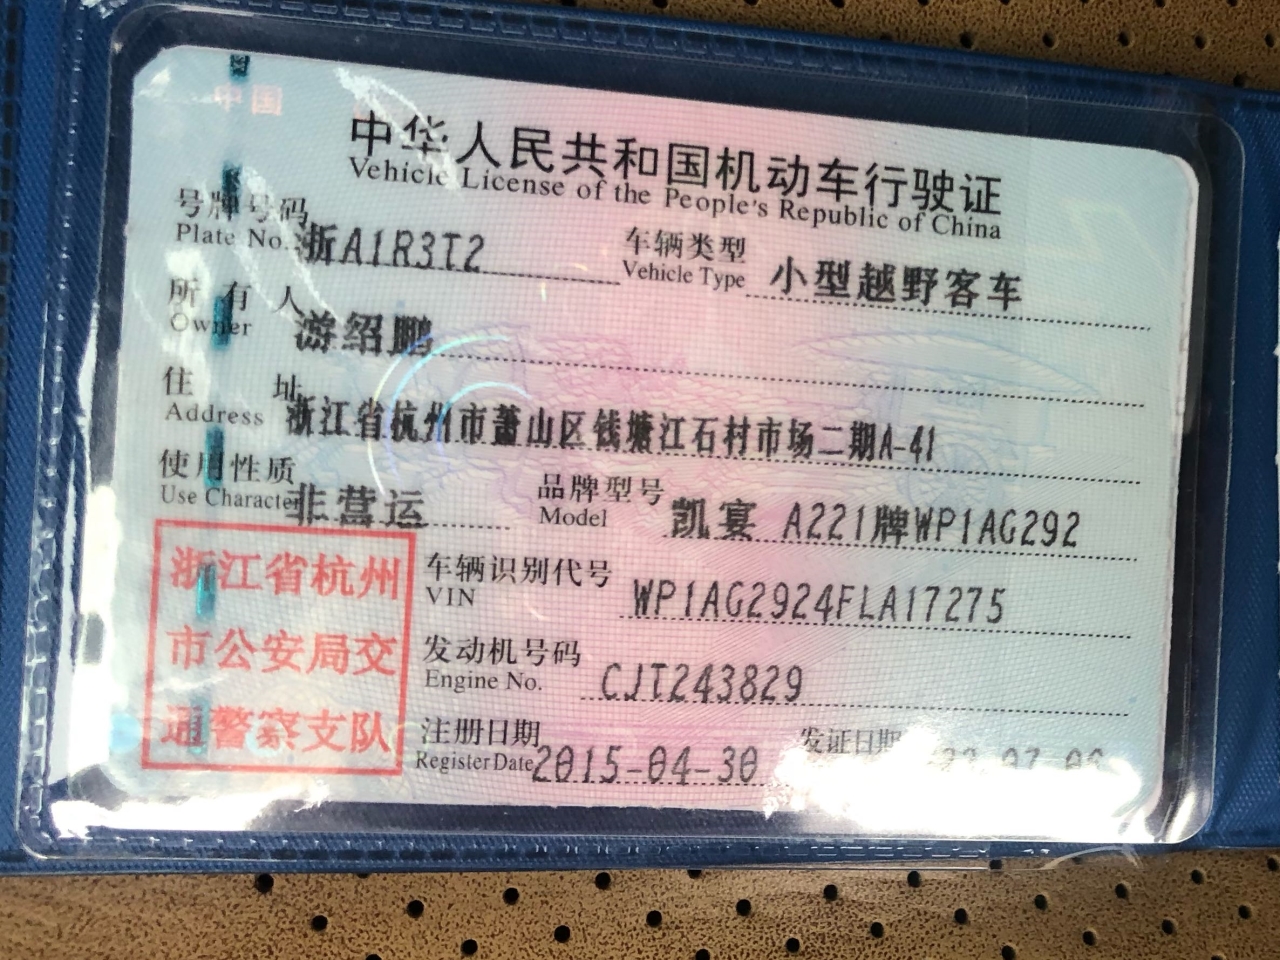 中国
中华人民共和国机动车行驶证
Vehicle License of the People's Republic of China
号牌号码 浙A1R3T2 车辆类型 小型越野客车
Plate No. Vehicle Type
所有人 游绍鹏
Owner
住址 浙江省杭州市萧山区钱塘江石材市场二期A-41
Address
使用性质 非营运 品牌型号 凯宴 A221牌WP1AG292
Use Character Model
浙江省杭州
市公安局交
通警察支队
车辆识别代号 WP1AG2924FLA17275
VIN
发动机号码 CJT243829
Engine No.
注册日期 2015-04-30 发证日期
Register Date